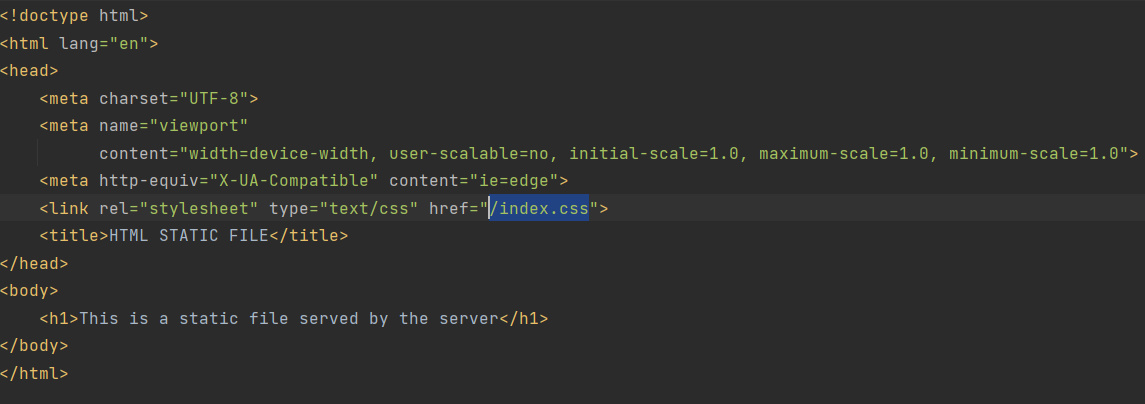 <!doctype html>
<html lang="en">
<head>
    <meta charset="UTF-8">
    <meta name="viewport"
          content="width=device-width, user-scalable=no, initial-scale=1.0, maximum-scale=1.0, minimum-scale=1.0">
    <meta http-equiv="X-UA-Compatible" content="ie=edge">
    <link rel="stylesheet" type="text/css" href="/index.css">
    <title>HTML STATIC FILE</title>
</head>
<body>
    <h1>This is a static file served by the server</h1>
</body>
</html>